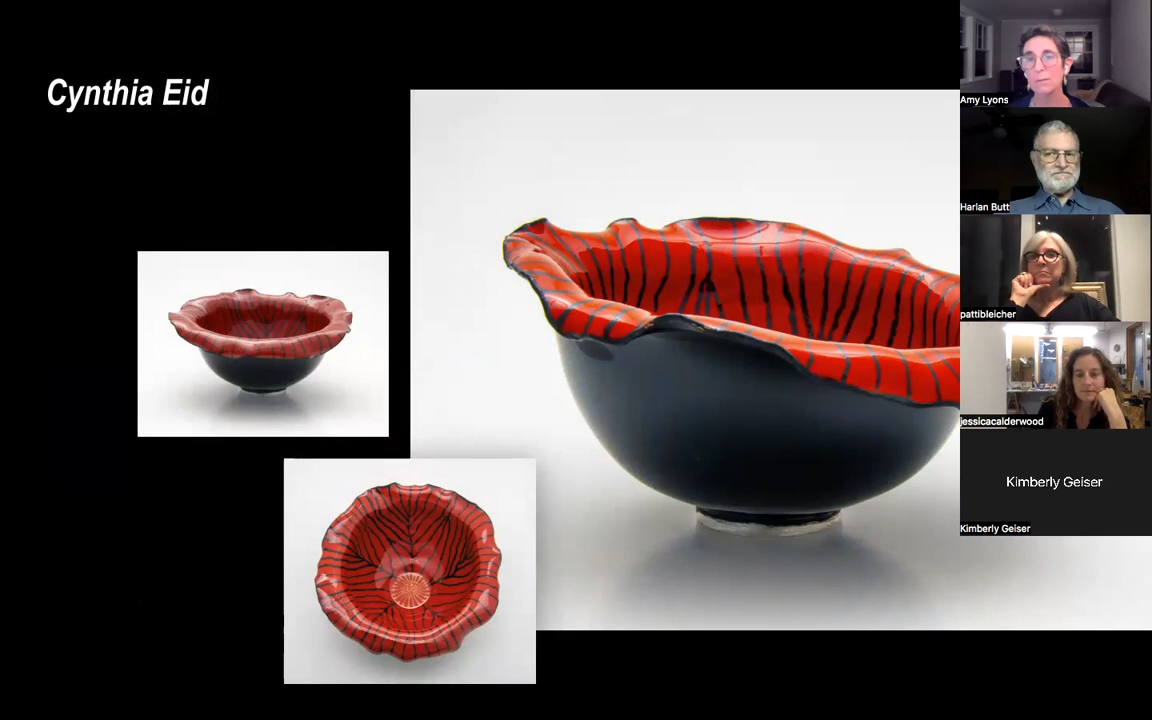 Cynthia Eid
Amy Lyons
Harlan Butt
pattibleicher
jessicacalderwood
Kimberly Geiser
Kimberly Geiser